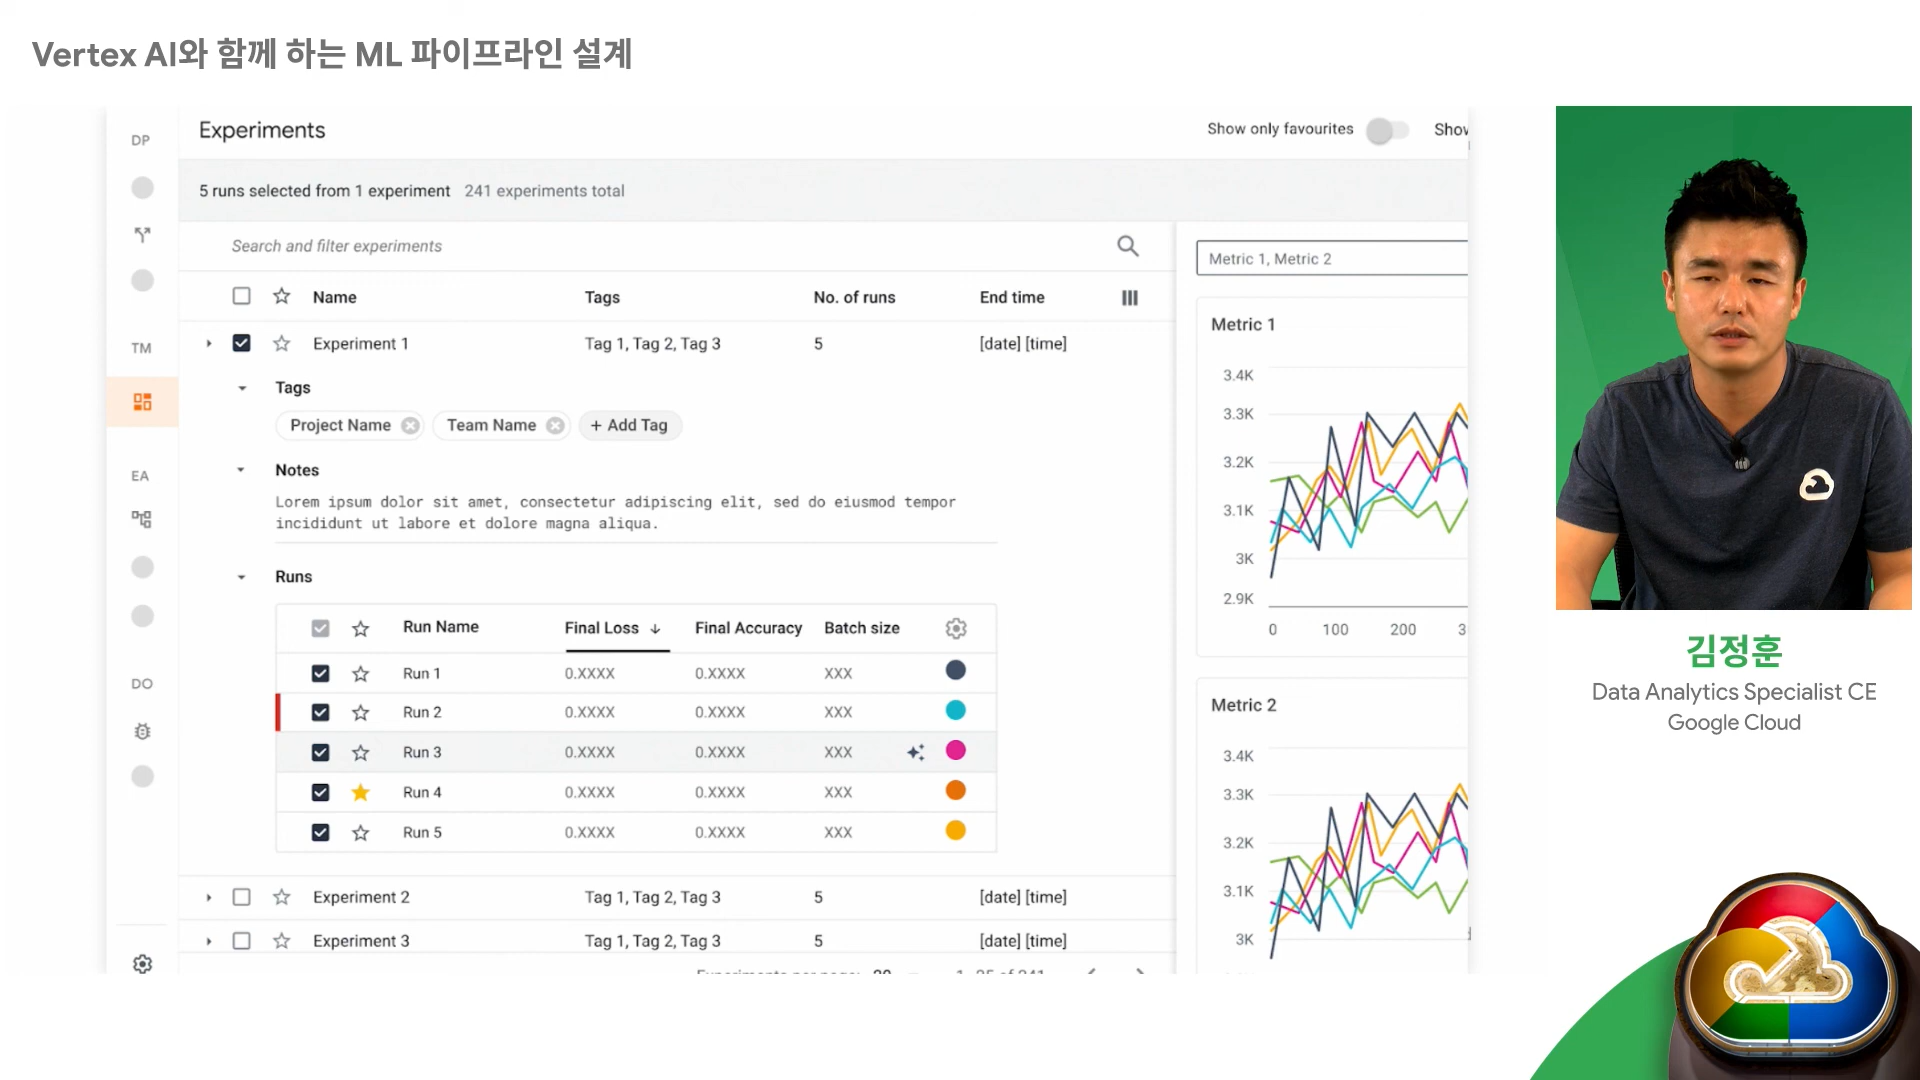 Vertex AI와 함께 하는 ML 파이프라인 설계
DP
TM
EA
DO
Experiments
Show only favourites
5 runs selected from 1 experiment 241 experiments total
Search and filter experiments
Name Tags No. of runs End time
Experiment 1 Tag 1, Tag 2, Tag 3 5 [date] [time]
Tags
Project Name Team Name + Add Tag
Notes
Lorem ipsum dolor sit amet, consectetur adipiscing elit, sed do eiusmod tempor
incididunt ut labore et dolore magna aliqua.
Runs
Run Name Final Loss Final Accuracy Batch size
Run 1 0.XXXX 0.XXXX XXX
Run 2 0.XXXX 0.XXXX XXX
Run 3 0.XXXX 0.XXXX XXX
Run 4 0.XXXX 0.XXXX XXX
Run 5 0.XXXX 0.XXXX XXX
Experiment 2 Tag 1, Tag 2, Tag 3 5 [date] [time]
Experiment 3 Tag 1, Tag 2, Tag 3 5 [date] [time]
Metric 1, Metric 2
Metric 1
3.4K
3.3K
3.2K
3.1K
3K
2.9K
0 100 200
Metric 2
3.4K
3.3K
3.2K
3.1K
3K
김정훈
Data Analytics Specialist CE
Google Cloud